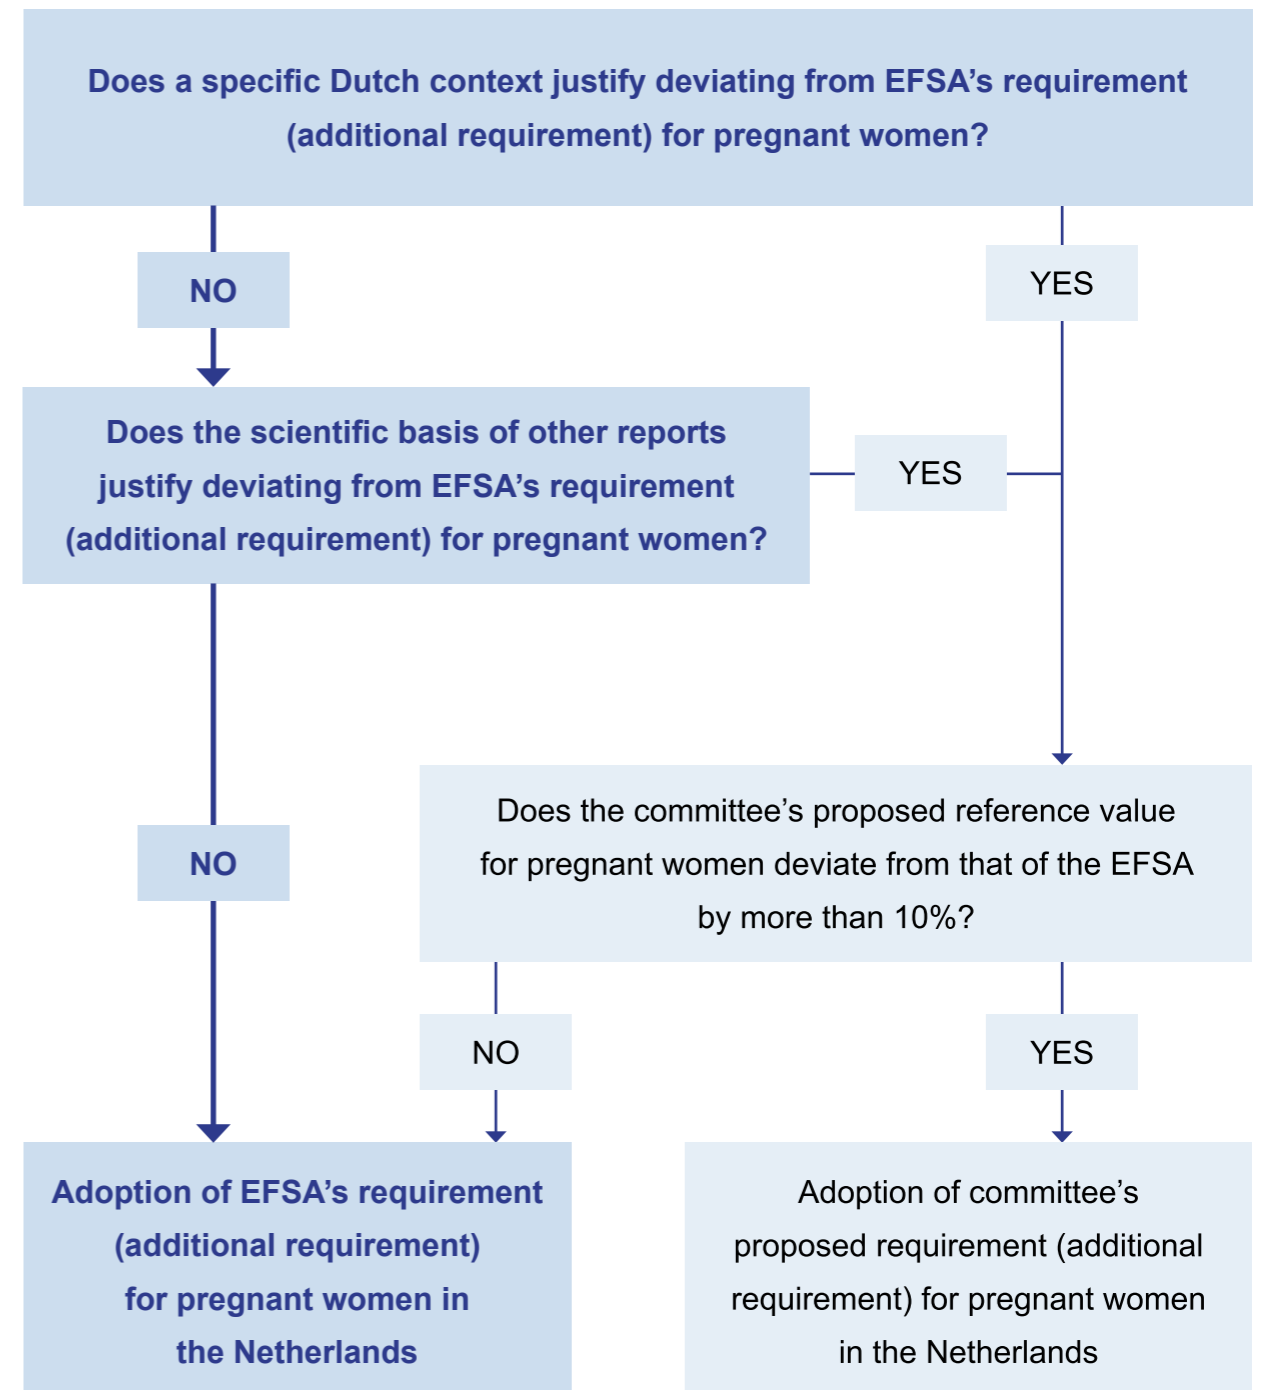 Does a specific Dutch context justify deviating from EFSA’s requirement
(additional requirement) for pregnant women?
NO
YES
Does the scientific basis of other reports
justify deviating from EFSA’s requirement
(additional requirement) for pregnant women?
YES
Does the committee’s proposed reference value
for pregnant women deviate from that of the EFSA
by more than 10%?
NO
NO
YES
Adoption of EFSA’s requirement
(additional requirement)
for pregnant women in
the Netherlands
Adoption of committee’s
proposed requirement (additional
requirement) for pregnant women
in the Netherlands